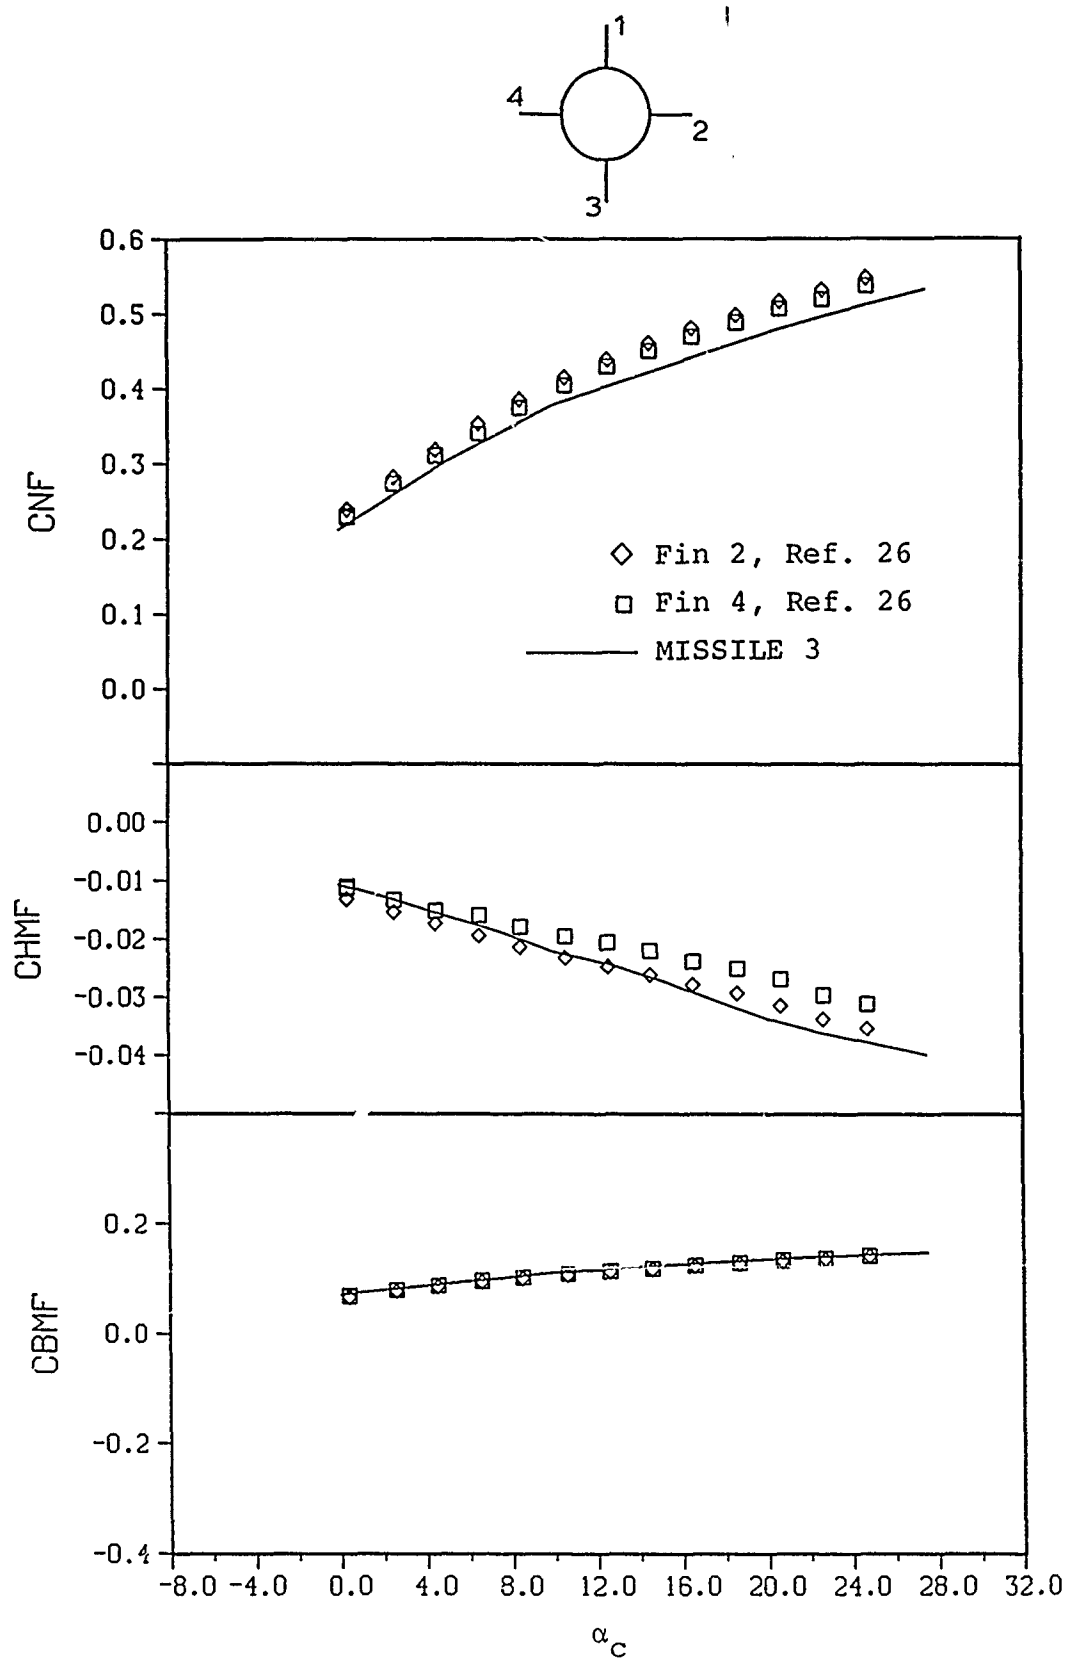 1
4
2
3
0.6
0.5
0.4
0.3
0.2
0.1
0.0
CNF
Fin 2, Ref. 26
Fin 4, Ref. 26
MISSILE 3
0.00
-0.01
-0.02
-0.03
-0.04
CHMF
0.2
0.0
-0.2
-0.4
CBMF
-8.0 -4.0 0.0 4.0 8.0 12.0 16.0 20.0 24.0 28.0 32.0
αC